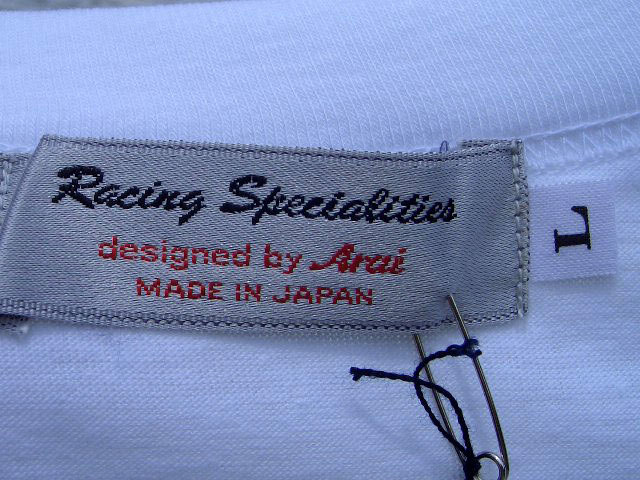 Racing Specialities
designed by Arai
MADE IN JAPAN
L